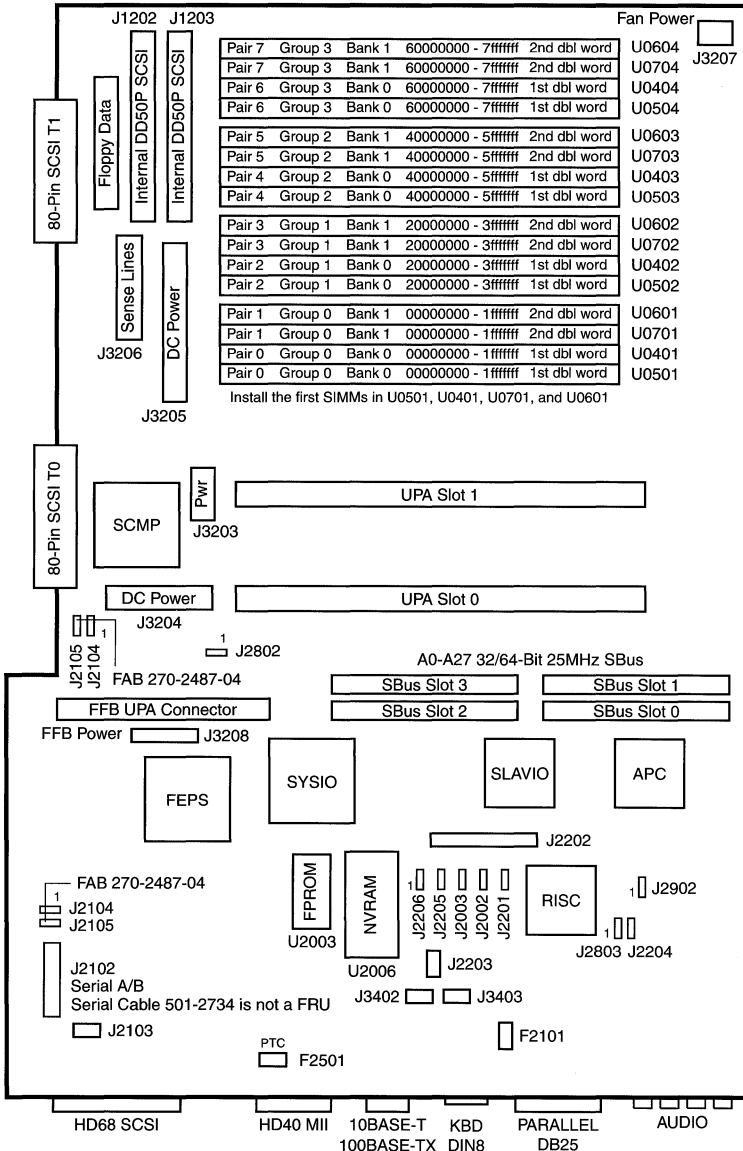 J1202 J1203
Fan Power
J3207
80-Pin SCSI T1
Floppy Data
Internal DD50P SCSI
Internal DD50P SCSI
Pair 7 Group 3 Bank 1 60000000 - 7fffffff 2nd dbl word U0604
Pair 7 Group 3 Bank 1 60000000 - 7fffffff 2nd dbl word U0704
Pair 6 Group 3 Bank 0 60000000 - 7fffffff 1st dbl word U0404
Pair 6 Group 3 Bank 0 60000000 - 7fffffff 1st dbl word U0504
Pair 5 Group 2 Bank 1 40000000 - 5fffffff 2nd dbl word U0603
Pair 5 Group 2 Bank 1 40000000 - 5fffffff 2nd dbl word U0703
Pair 4 Group 2 Bank 0 40000000 - 5fffffff 1st dbl word U0403
Pair 4 Group 2 Bank 0 40000000 - 5fffffff 1st dbl word U0503
Pair 3 Group 1 Bank 1 20000000 - 3fffffff 2nd dbl word U0602
Pair 3 Group 1 Bank 1 20000000 - 3fffffff 2nd dbl word U0702
Pair 2 Group 1 Bank 0 20000000 - 3fffffff 1st dbl word U0402
Pair 2 Group 1 Bank 0 20000000 - 3fffffff 1st dbl word U0502
Pair 1 Group 0 Bank 1 00000000 - 1fffffff 2nd dbl word U0601
Pair 1 Group 0 Bank 1 00000000 - 1fffffff 2nd dbl word U0701
Pair 0 Group 0 Bank 0 00000000 - 1fffffff 1st dbl word U0401
Pair 0 Group 0 Bank 0 00000000 - 1fffffff 1st dbl word U0501
Install the first SIMMs in U0501, U0401, U0701, and U0601
Sense Lines
J3206
DC Power
J3205
80-Pin SCSI T0
SCMP
Pwr
J3203
UPA Slot 1
DC Power
J3204
UPA Slot 0
1
J2105
J2104
FAB 270-2487-04
1
J2802
A0-A27 32/64-Bit 25MHz SBus
SBus Slot 3 SBus Slot 1
SBus Slot 2 SBus Slot 0
FFB UPA Connector
FFB Power J3208
FEPS
SYSIO
SLAVIO
APC
J2202
FAB 270-2487-04
1
J2104
J2105
FPROM
U2003
NVRAM
U2006
1
J2206
J2205
J2003
J2002
J2201
RISC
1 J2902
1
J2803 J2204
J2102
Serial A/B
Serial Cable 501-2734 is not a FRU
J2203
J3402 J3403
J2103
PTC
F2501
F2101
HD68 SCSI
HD40 MII
10BASE-T
100BASE-TX
KBD
DIN8
PARALLEL
DB25
AUDIO